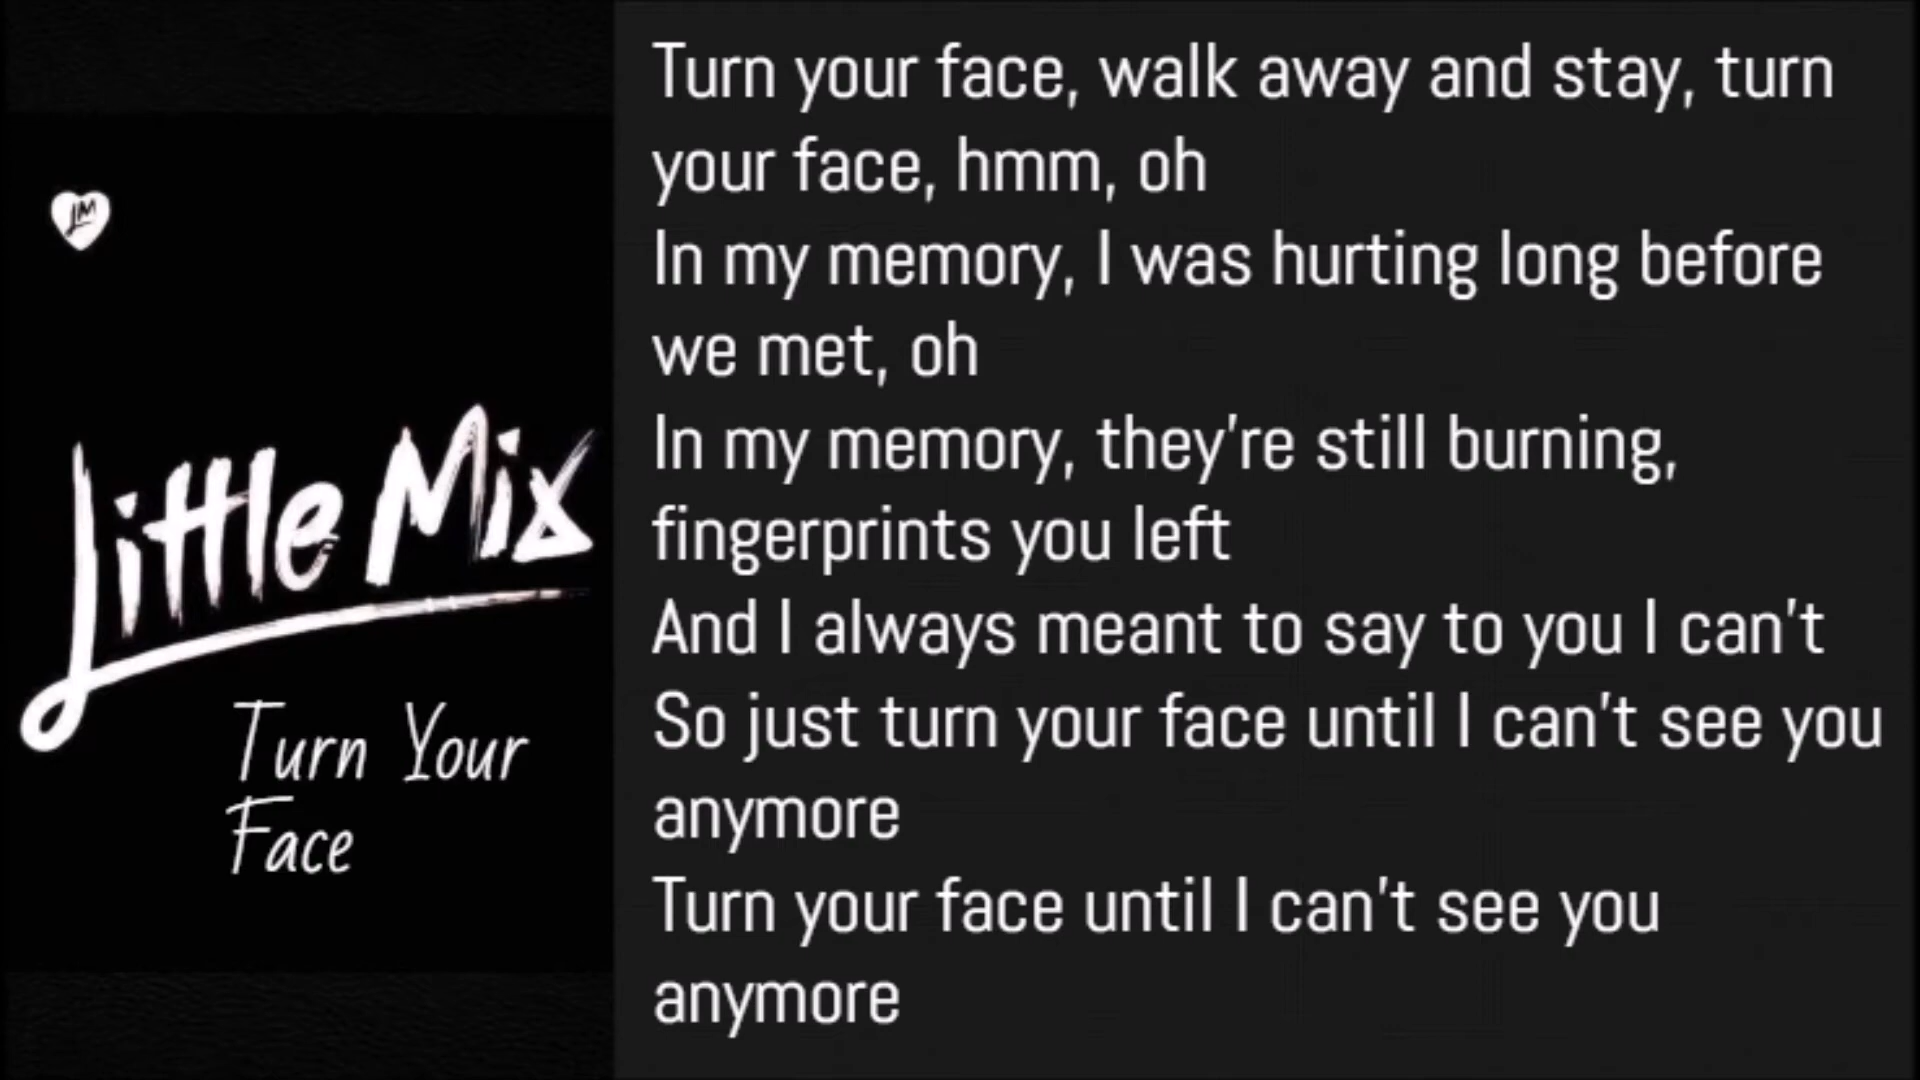 LM
Little Mix
Turn Your
Face
Turn your face, walk away and stay, turn
your face, hmm, oh
In my memory, I was hurting long before
we met, oh
In my memory, they’re still burning,
fingerprints you left
And I always meant to say to you I can’t
So just turn your face until I can’t see you
anymore
Turn your face until I can’t see you
anymore